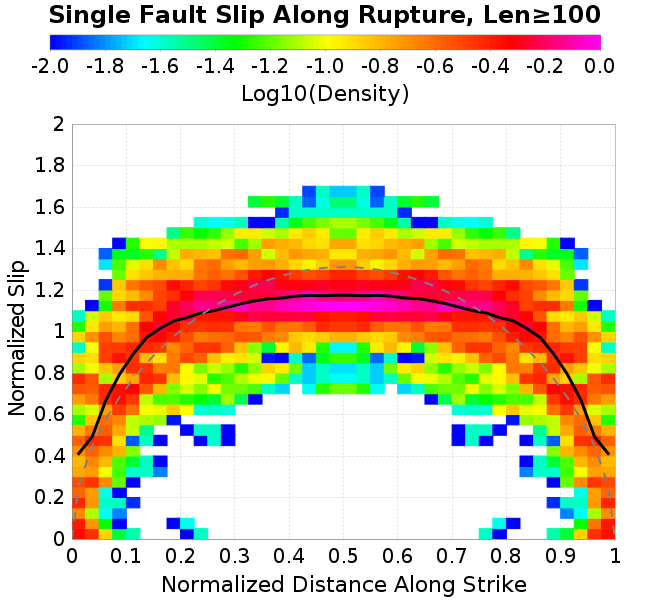 Single Fault Slip Along Rupture, Len≥100
-2.0 -1.8 -1.6 -1.4 -1.2 -1.0 -0.8 -0.6 -0.4 -0.2 0.0
Log10(Density)
Normalized Slip
2
1.8
1.6
1.4
1.2
1
0.8
0.6
0.4
0.2
0
0 0.1 0.2 0.3 0.4 0.5 0.6 0.7 0.8 0.9 1
Normalized Distance Along Strike